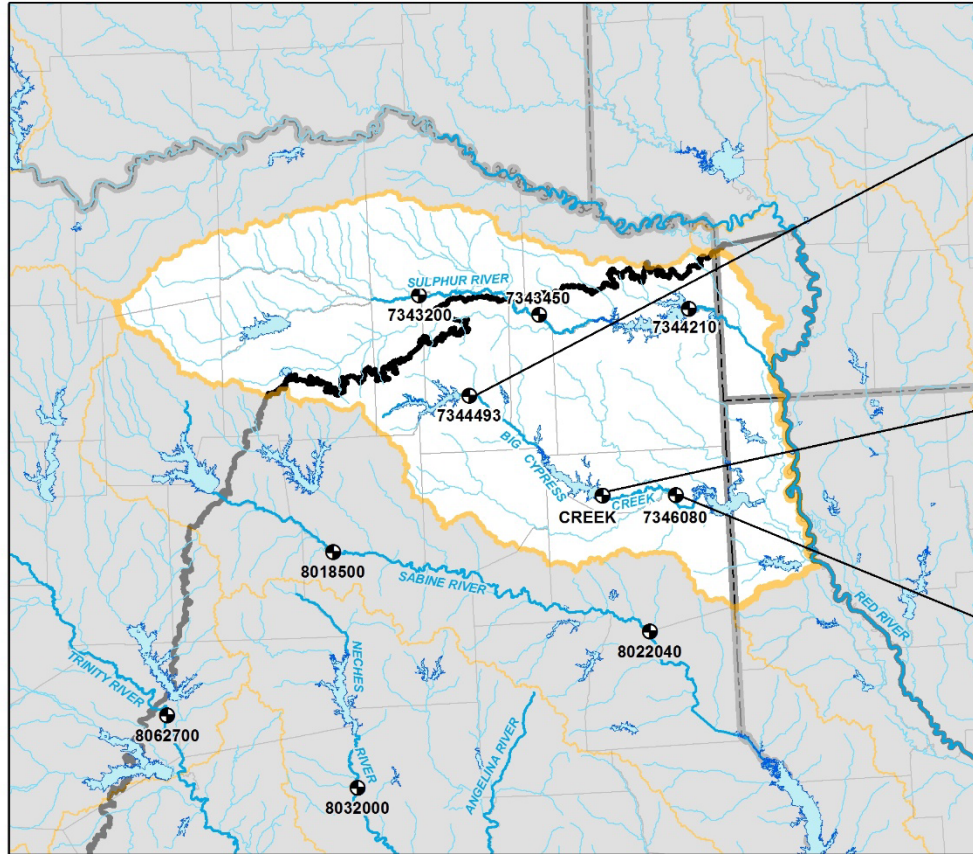 SULPHUR RIVER
7343200
7343450
7344210
7344493
BIG CYPRESS
CREEK
CREEK
7346080
8018500
SABINE RIVER
RED RIVER
8022040
NECHES
RIVER
TRINITY RIVER
8062700
ANGELINA RIVER
8032000